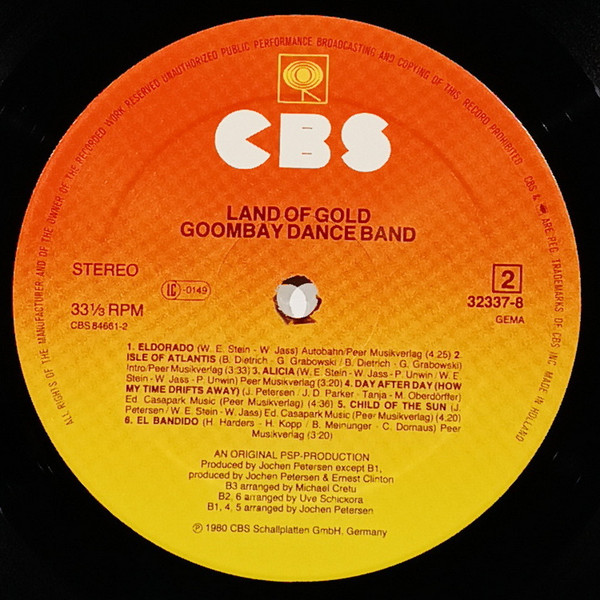 ALL RIGHTS OF THE MANUFACTURER AND OF THE OWNER OF THE RECORDED WORK RESERVED UNAUTHORIZED PUBLIC PERFORMANCE BROADCASTING AND COPYING OF THIS RECORD PROHIBITED. CBS & ARE REG. TRADEMARKS OF CBS INC. MADE IN HOLLAND
CBS
LAND OF GOLD
GOOMBAY DANCE BAND
STEREO
LC -0149
2
33⅓ RPM
32337-8
CBS 84661-2
GEMA
1. ELDORADO (W. E. Stein - W. Jass) Autobahn/Peer Musikverlag (4:25) 2.
ISLE OF ATLANTIS (B. Dietrich - G. Grabowski / B. Dietrich - G. Grabowski)
Intro/Peer Musikverlag (3:33) 3. ALICIA (W. E. Stein - W. Jass - P. Unwin / W. E.
Stein - W. Jass - P. Unwin) Peer Musikverlag (3:20) 4. DAY AFTER DAY (HOW
MY TIME DRIFTS AWAY) (J. Petersen / J. D. Parker - Tanja - M. Oberdörffer)
Ed. Casapark Music (Peer Musikverlag) (4:36) 5. CHILD OF THE SUN (J.
Petersen / W. E. Stein - W. Jass) Ed. Casapark Music (Peer Musikverlag) (5:20)
6. EL BANDIDO (H. Harders - H. Kopp / B. Meinunger - C. Dornaus) Peer
Musikverlag (3:20)
AN ORIGINAL PSP-PRODUCTION
Produced by Jochen Petersen except B1,
produced by Jochen Petersen & Ernest Clinton
B3 arranged by Michael Cretu
B2, 6 arranged by Uve Schickora
B1, 4, 5 arranged by Jochen Petersen
℗ 1980 CBS Schallplatten GmbH, Germany